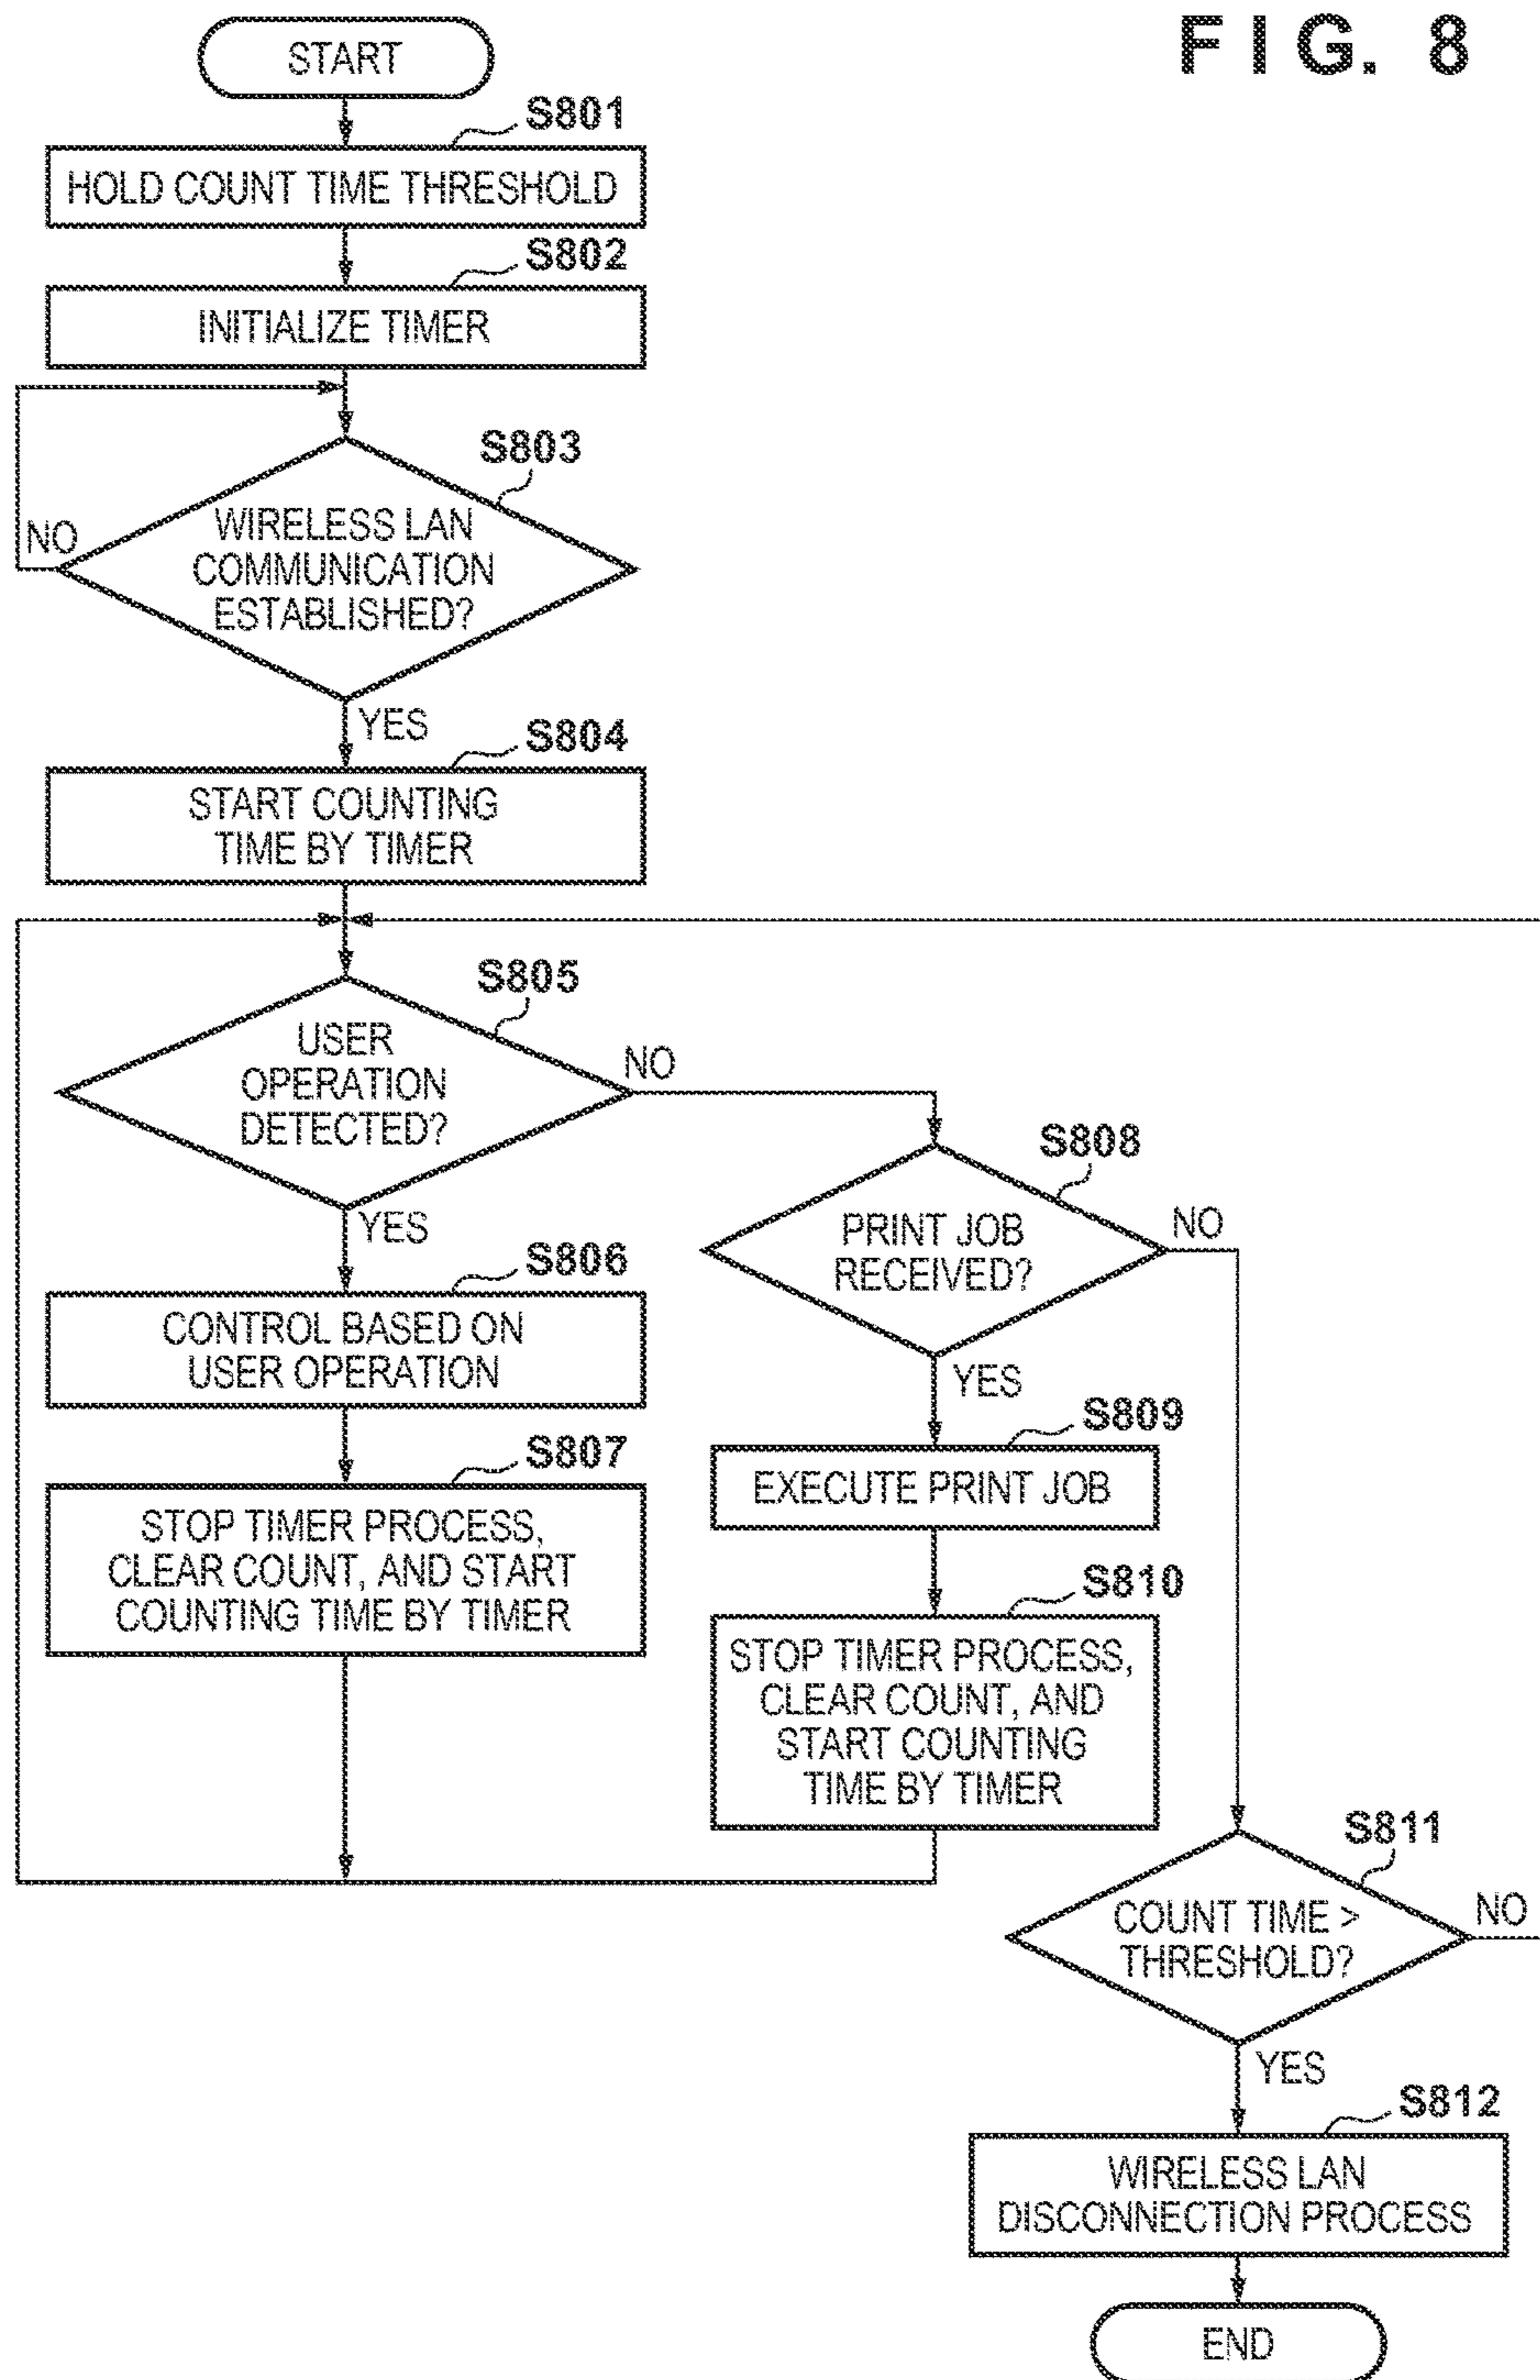 FIG. 8
START
S801
HOLD COUNT TIME THRESHOLD
S802
INITIALIZE TIMER
S803
WIRELESS LAN
COMMUNICATION
ESTABLISHED?
NO
YES
S804
START COUNTING
TIME BY TIMER
S805
USER
OPERATION
DETECTED?
NO
YES
S806
CONTROL BASED ON
USER OPERATION
S807
STOP TIMER PROCESS,
CLEAR COUNT, AND START
COUNTING TIME BY TIMER
S808
PRINT JOB
RECEIVED?
NO
YES
S809
EXECUTE PRINT JOB
S810
STOP TIMER PROCESS,
CLEAR COUNT, AND
START COUNTING
TIME BY TIMER
S811
COUNT TIME >
THRESHOLD?
NO
YES
S812
WIRELESS LAN
DISCONNECTION PROCESS
END